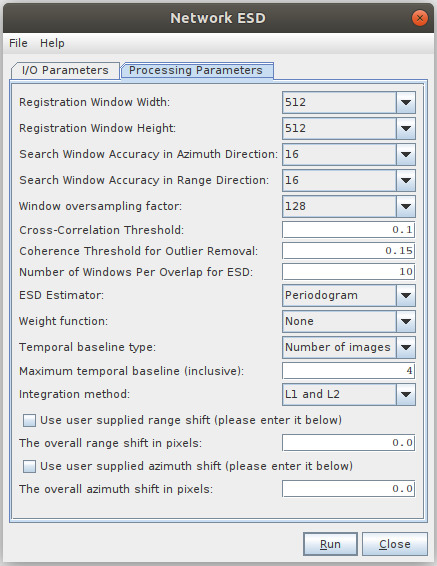 Network ESD
File Help
I/O Parameters Processing Parameters
Registration Window Width: 512
Registration Window Height: 512
Search Window Accuracy in Azimuth Direction: 16
Search Window Accuracy in Range Direction: 16
Window oversampling factor: 128
Cross-Correlation Threshold: 0.1
Coherence Threshold for Outlier Removal: 0.15
Number of Windows Per Overlap for ESD: 10
ESD Estimator: Periodogram
Weight function: None
Temporal baseline type: Number of images
Maximum temporal baseline (inclusive): 4
Integration method: L1 and L2
Use user supplied range shift (please enter it below)
The overall range shift in pixels: 0.0
Use user supplied azimuth shift (please enter it below)
The overall azimuth shift in pixels: 0.0
Run Close